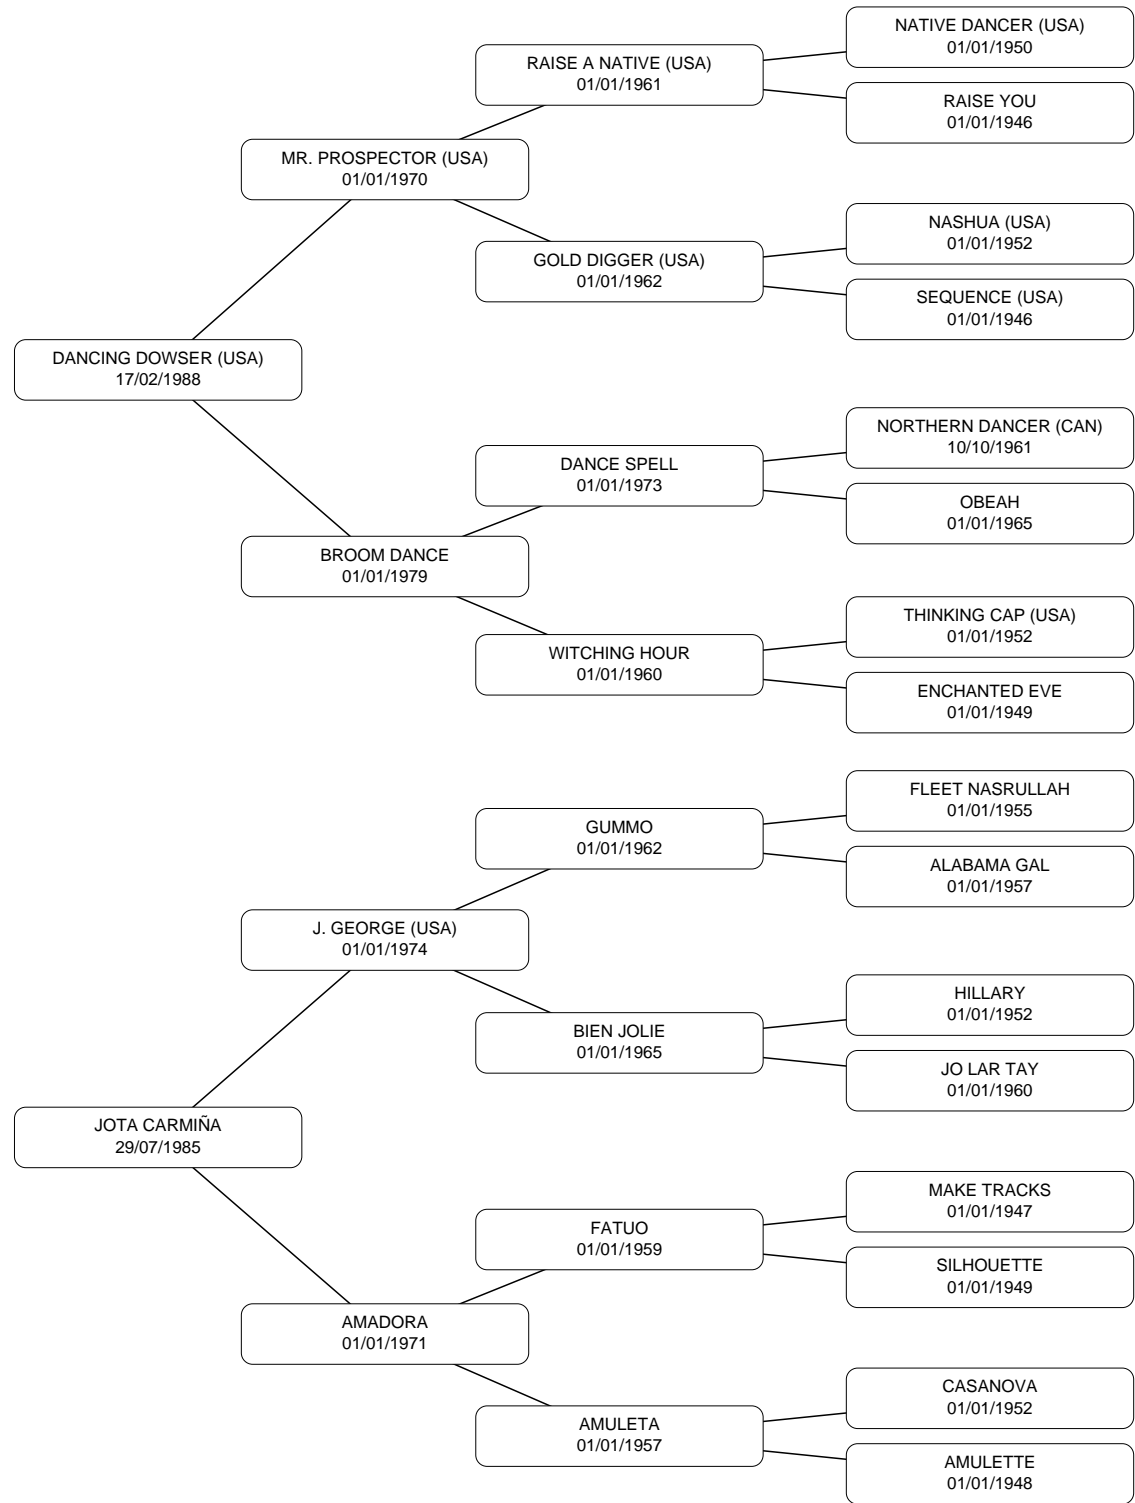 NATIVE DANCER (USA)
01/01/1950
RAISE A NATIVE (USA)
01/01/1961
RAISE YOU
01/01/1946
MR. PROSPECTOR (USA)
01/01/1970
NASHUA (USA)
01/01/1952
GOLD DIGGER (USA)
01/01/1962
SEQUENCE (USA)
01/01/1946
DANCING DOWSER (USA)
17/02/1988
NORTHERN DANCER (CAN)
10/10/1961
DANCE SPELL
01/01/1973
OBEAH
01/01/1965
BROOM DANCE
01/01/1979
THINKING CAP (USA)
01/01/1952
WITCHING HOUR
01/01/1960
ENCHANTED EVE
01/01/1949
FLEET NASRULLAH
01/01/1955
GUMMO
01/01/1962
ALABAMA GAL
01/01/1957
J. GEORGE (USA)
01/01/1974
HILLARY
01/01/1952
BIEN JOLIE
01/01/1965
JO LAR TAY
01/01/1960
JOTA CARMIÑA
29/07/1985
MAKE TRACKS
01/01/1947
FATUO
01/01/1959
SILHOUETTE
01/01/1949
AMADORA
01/01/1971
CASANOVA
01/01/1952
AMULETA
01/01/1957
AMULETTE
01/01/1948